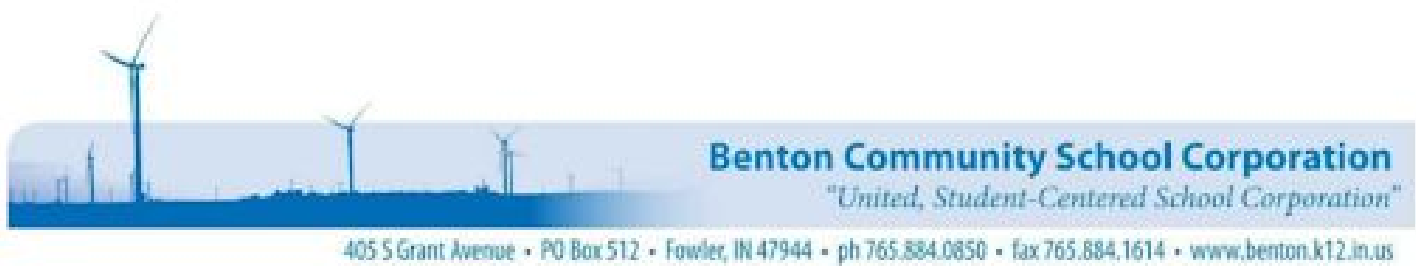 Benton Community School Corporation
"United, Student-Centered School Corporation"
405 S Grant Avenue • PO Box 512 • Fowler, IN 47944 • ph 765.884.0850 • fax 765.884.1614 • www.benton.k12.in.us